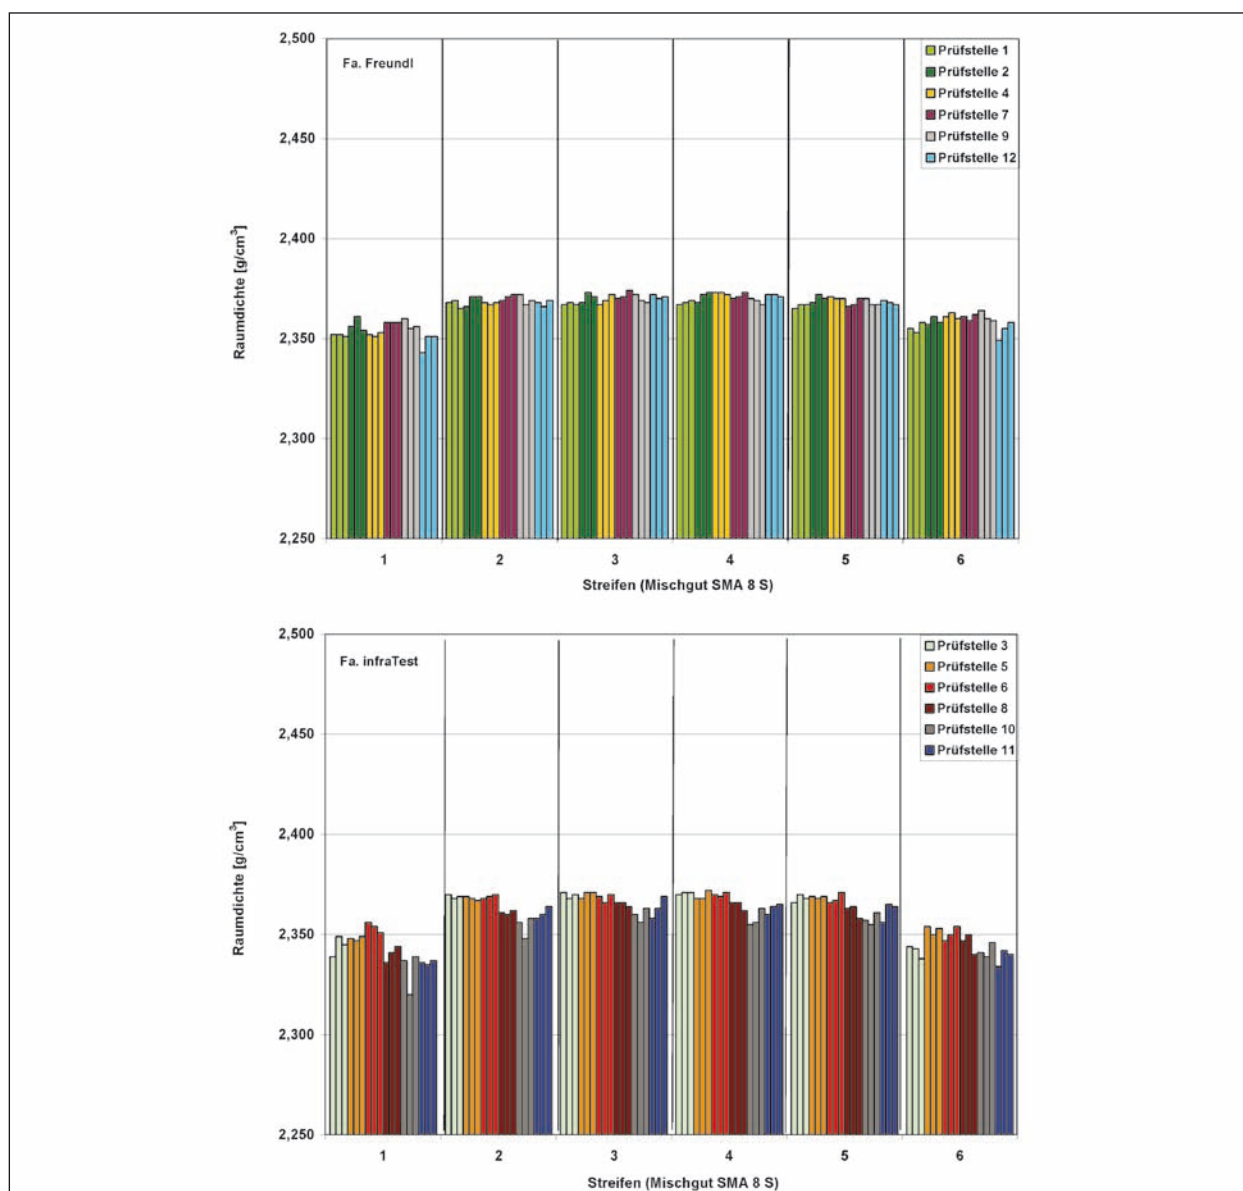 Fa. Freundl
Prüfstelle 1
Prüfstelle 2
Prüfstelle 4
Prüfstelle 7
Prüfstelle 9
Prüfstelle 12
Raumdichte [g/cm³]
2,500
2,450
2,400
2,350
2,300
2,250
1 2 3 4 5 6
Streifen (Mischgut SMA 8 S)
Fa. infraTest
Prüfstelle 3
Prüfstelle 5
Prüfstelle 6
Prüfstelle 8
Prüfstelle 10
Prüfstelle 11
Raumdichte [g/cm³]
2,500
2,450
2,400
2,350
2,300
2,250
1 2 3 4 5 6
Streifen (Mischgut SMA 8 S)